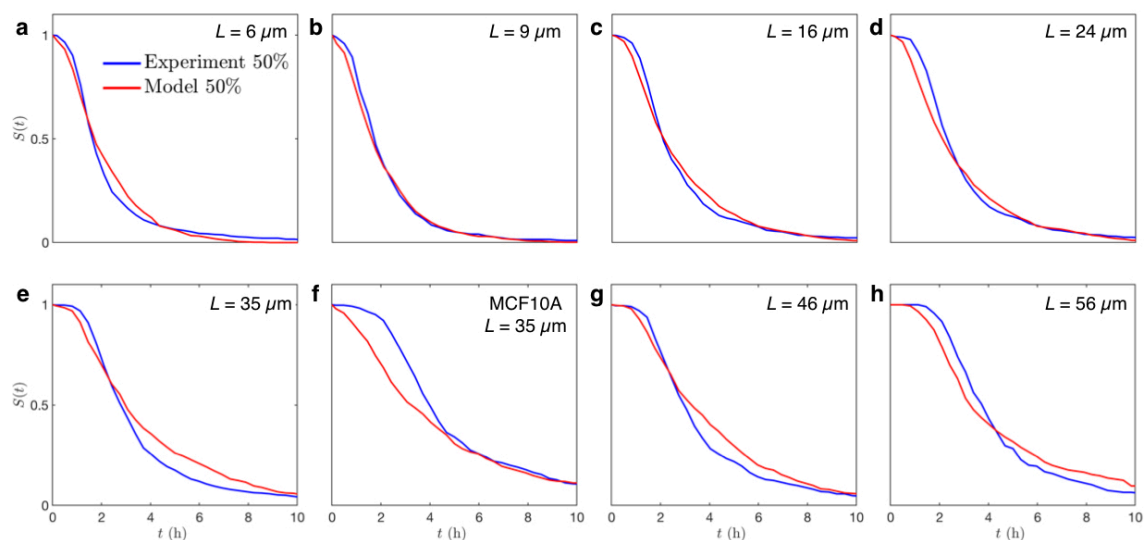 a
L = 6 µm
b
L = 9 µm
c
L = 16 µm
d
L = 24 µm
1
Experiment 50%
Model 50%
S(t)
0.5
0
e
L = 35 µm
f
MCF10A
L = 35 µm
g
L = 46 µm
h
L = 56 µm
1
S(t)
0.5
0
0 2 4 6 8 10
0 2 4 6 8 10
0 2 4 6 8 10
0 2 4 6 8 10
t (h)
t (h)
t (h)
t (h)